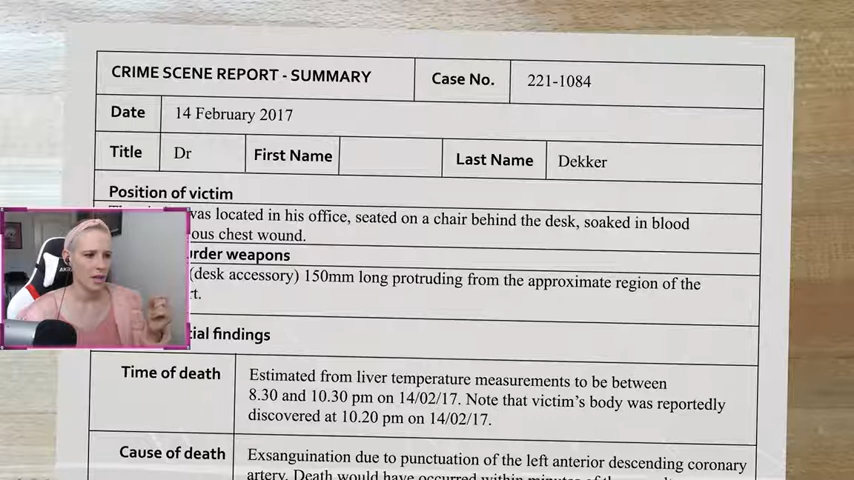 CRIME SCENE REPORT - SUMMARY Case No. 221-1084
Date 14 February 2017
Title Dr First Name Last Name Dekker
Position of victim
was located in his office, seated on a chair behind the desk, soaked in blood
ous chest wound.
rder weapons
(desk accessory) 150mm long protruding from the approximate region of the
rt.
ial findings
Time of death Estimated from liver temperature measurements to be between
8.30 and 10.30 pm on 14/02/17. Note that victim's body was reportedly
discovered at 10.20 pm on 14/02/17.
Cause of death Exsanguination due to punctuation of the left anterior descending coronary
artery. Death would have occurred within minutes of the